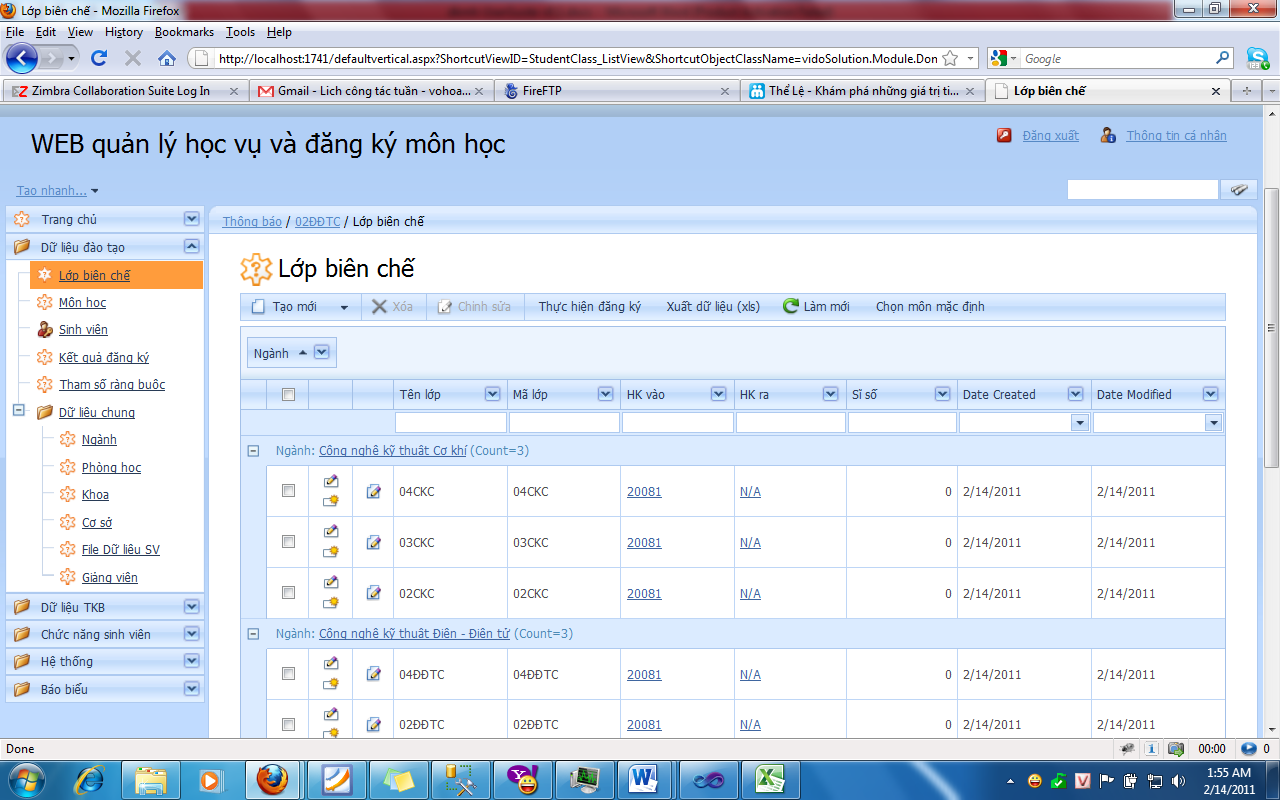 Lớp biên chế - Mozilla Firefox
File Edit View History Bookmarks Tools Help
http://localhost:1741/defaultvertical.aspx?ShortcutViewID=StudentClass_ListView&ShortcutObjectClassName=vidoSolution.Module.Don
Google
Zimbra Collaboration Suite Log In
Gmail - Lich công tác tuần - vohoa...
FireFTP
Thể Lệ - Khám phá những giá trị ti...
Lớp biên chế
WEB quản lý học vụ và đăng ký môn học
Đăng xuất Thông tin cá nhân
Tạo nhanh...
Trang chủ
Dữ liệu đào tạo
Lớp biên chế
Môn học
Sinh viên
Kết quả đăng ký
Tham số ràng buộc
Dữ liệu chung
Ngành
Phòng học
Khoa
Cơ sở
File Dữ liệu SV
Giảng viên
Dữ liệu TKB
Chức năng sinh viên
Hệ thống
Báo biểu
Thông báo / 02ĐĐTC / Lớp biên chế
Lớp biên chế
Tạo mới Xóa Chỉnh sửa Thực hiện đăng ký Xuất dữ liệu (xls) Làm mới Chọn môn mặc định
Ngành
Tên lớp Mã lớp HK vào HK ra Sĩ số Date Created Date Modified
Ngành: Công nghệ kỹ thuật Cơ khí (Count=3)
04CKC 04CKC 20081 N/A 0 2/14/2011 2/14/2011
03CKC 03CKC 20081 N/A 0 2/14/2011 2/14/2011
02CKC 02CKC 20081 N/A 0 2/14/2011 2/14/2011
Ngành: Công nghệ kỹ thuật Điện - Điện tử (Count=3)
04ĐĐTC 04ĐĐTC 20081 N/A 0 2/14/2011 2/14/2011
02ĐĐTC 02ĐĐTC 20081 N/A 0 2/14/2011 2/14/2011
Done
00:00 0
1:55 AM
2/14/2011